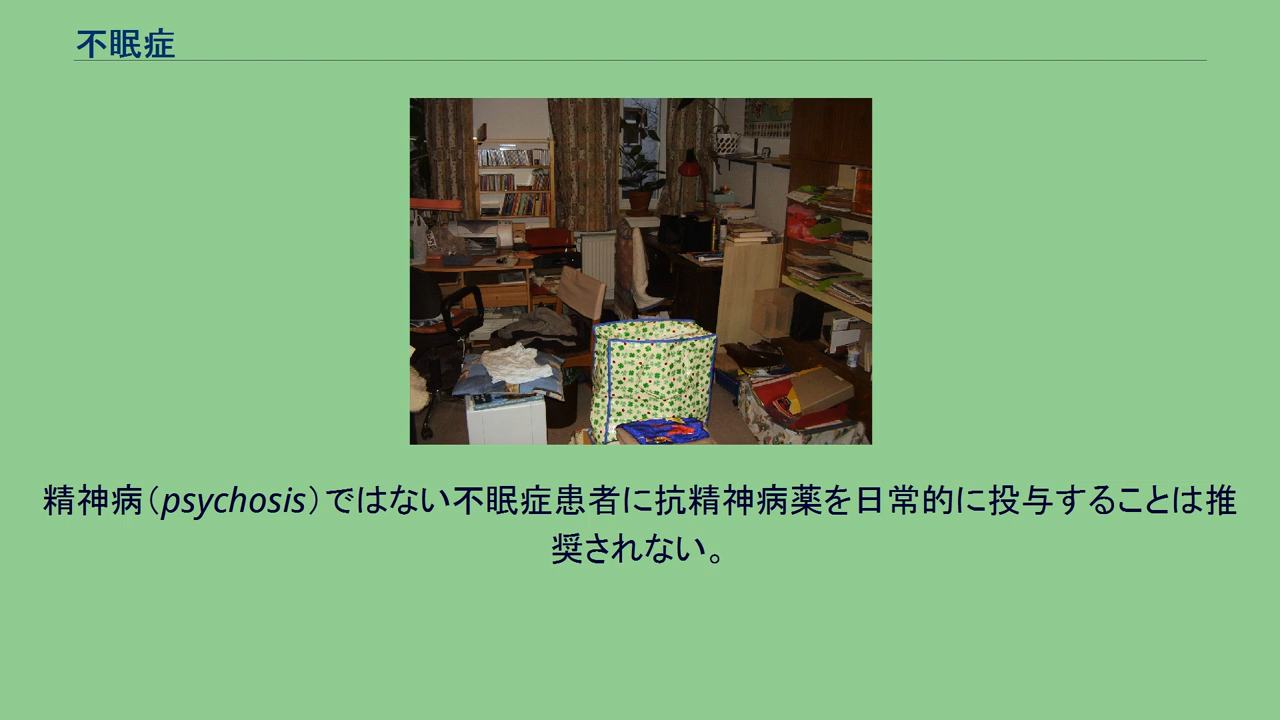 不眠症
精神病（psychosis）ではない不眠症患者に抗精神病薬を日常的に投与することは推
奨されない。